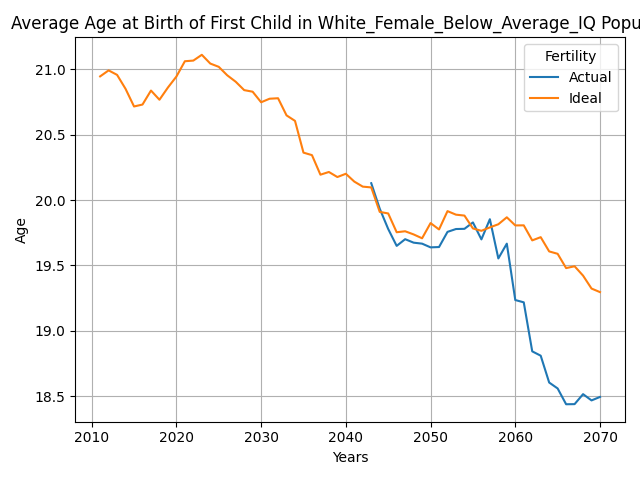 Average Age at Birth of First Child in White_Female_Below_Average_IQ Popu
Fertility
Actual
Ideal
21.0
20.5
20.0
19.5
19.0
18.5
Age
2010 2020 2030 2040 2050 2060 2070
Years